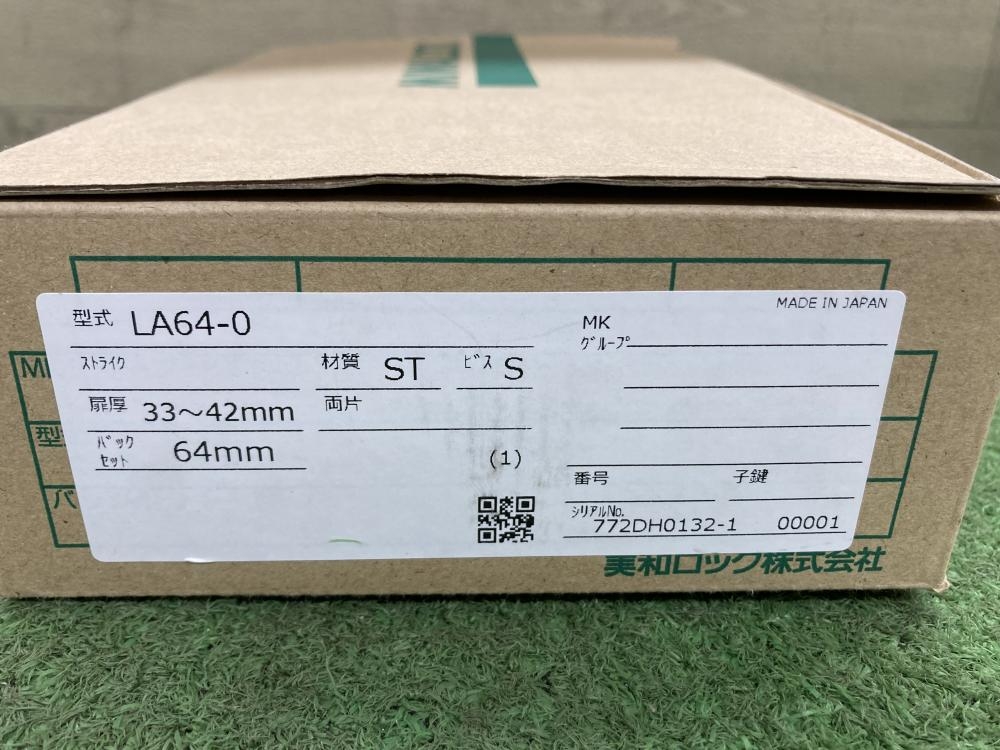 MIWA
MADE IN JAPAN
型式 LA64-0
MK
グループ
ストライク
材質 ST
ビス S
扉厚 33～42mm
両片
バックセット 64mm
(1)
番号
子鍵
シリアルNo. 772DH0132-1 00001
美和ロック株式会社